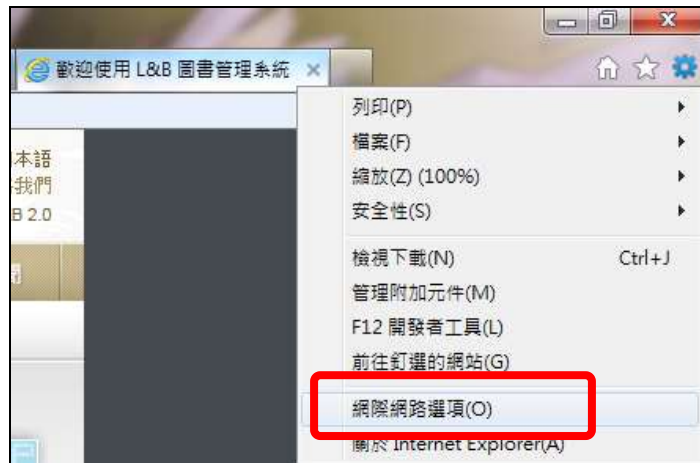 歡迎使用 L&B 圖書管理系統
本語
我們
B 2.0
列印(P)
檔案(F)
縮放(Z) (100%)
安全性(S)
檢視下載(N) Ctrl+J
管理附加元件(M)
F12 開發者工具(L)
前往釘選的網站(G)
網際網路選項(O)
關於 Internet Explorer(A)